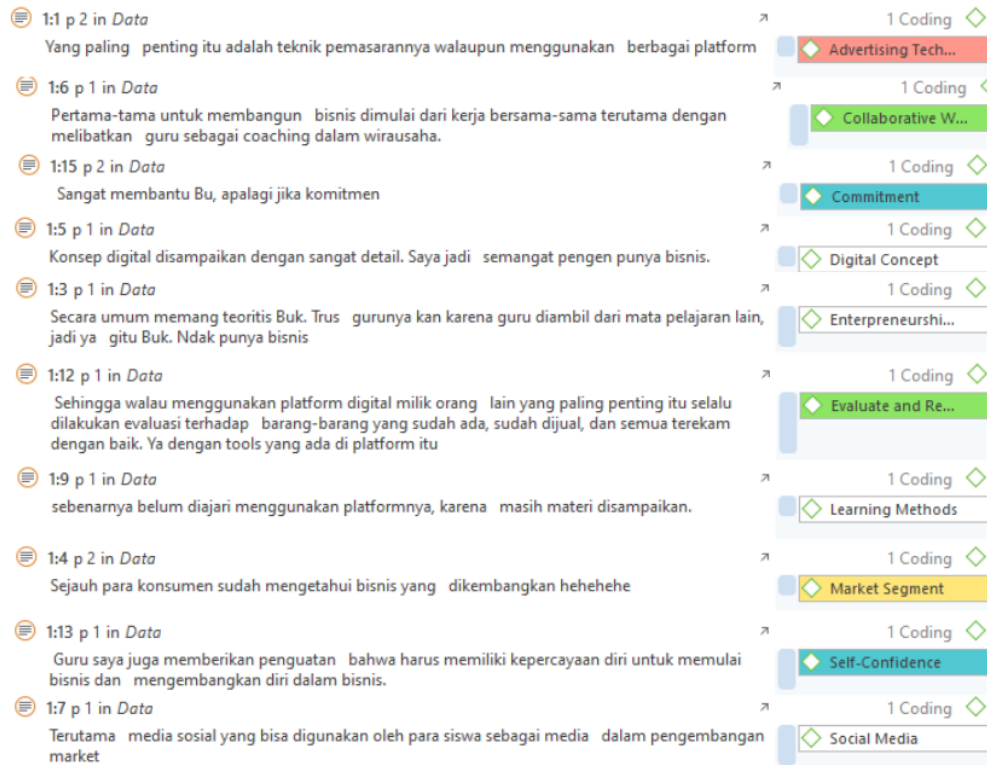 1:1 p 2 in Data
1 Coding
Yang paling penting itu adalah teknik pemasarannya walaupun menggunakan berbagai platform
Advertising Tech...
1:6 p 1 in Data
1 Coding
Pertama-tama untuk membangun bisnis dimulai dari kerja bersama-sama terutama dengan
melibatkan guru sebagai coaching dalam wirausaha.
Collaborative W...
1:15 p 2 in Data
1 Coding
Sangat membantu Bu, apalagi jika komitmen
Commitment
1:5 p 1 in Data
1 Coding
Konsep digital disampaikan dengan sangat detail. Saya jadi semangat pengen punya bisnis.
Digital Concept
1:3 p 1 in Data
1 Coding
Secara umum memang teoritis Buk. Trus gurunya kan karena guru diambil dari mata pelajaran lain,
jadi ya gitu Buk. Ndak punya bisnis
Enterpreneurshi...
1:12 p 1 in Data
1 Coding
Sehingga walau menggunakan platform digital milik orang lain yang paling penting itu selalu
dilakukan evaluasi terhadap barang-barang yang sudah ada, sudah dijual, dan semua terekam
dengan baik. Ya dengan tools yang ada di platform itu
Evaluate and Re...
1:9 p 1 in Data
1 Coding
sebenarnya belum diajari menggunakan platformnya, karena masih materi disampaikan.
Learning Methods
1:4 p 2 in Data
1 Coding
Sejauh para konsumen sudah mengetahui bisnis yang dikembangkan hehehehe
Market Segment
1:13 p 1 in Data
1 Coding
Guru saya juga memberikan penguatan bahwa harus memiliki kepercayaan diri untuk memulai
bisnis dan mengembangkan diri dalam bisnis.
Self-Confidence
1:7 p 1 in Data
1 Coding
Terutama media sosial yang bisa digunakan oleh para siswa sebagai media dalam pengembangan
market
Social Media